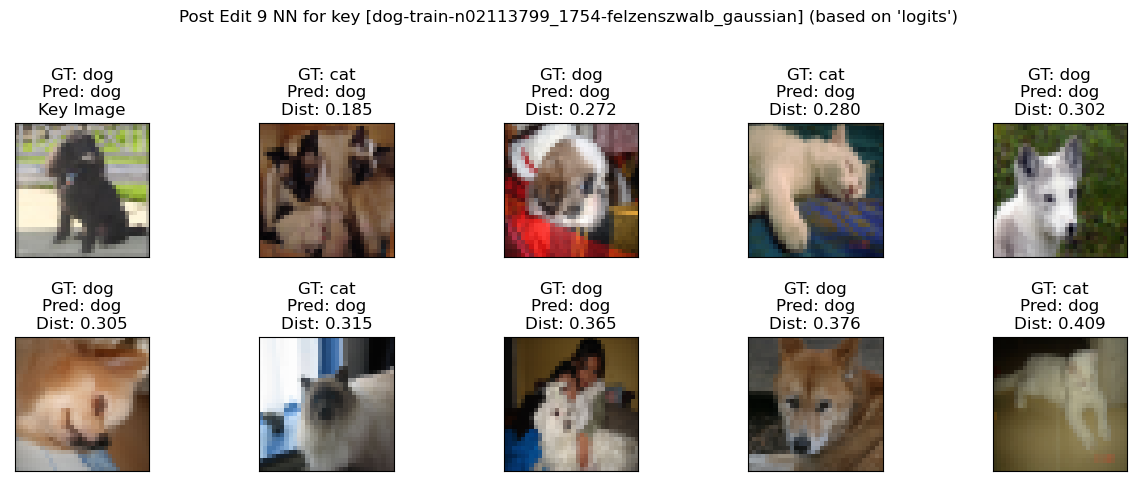 Post Edit 9 NN for key [dog-train-n02113799_1754-felzenszwalb_gaussian] (based on 'logits')
GT: dog
Pred: dog
Key Image
GT: cat
Pred: dog
Dist: 0.185
GT: dog
Pred: dog
Dist: 0.272
GT: cat
Pred: dog
Dist: 0.280
GT: dog
Pred: dog
Dist: 0.302
GT: dog
Pred: dog
Dist: 0.305
GT: cat
Pred: dog
Dist: 0.315
GT: dog
Pred: dog
Dist: 0.365
GT: dog
Pred: dog
Dist: 0.376
GT: cat
Pred: dog
Dist: 0.409